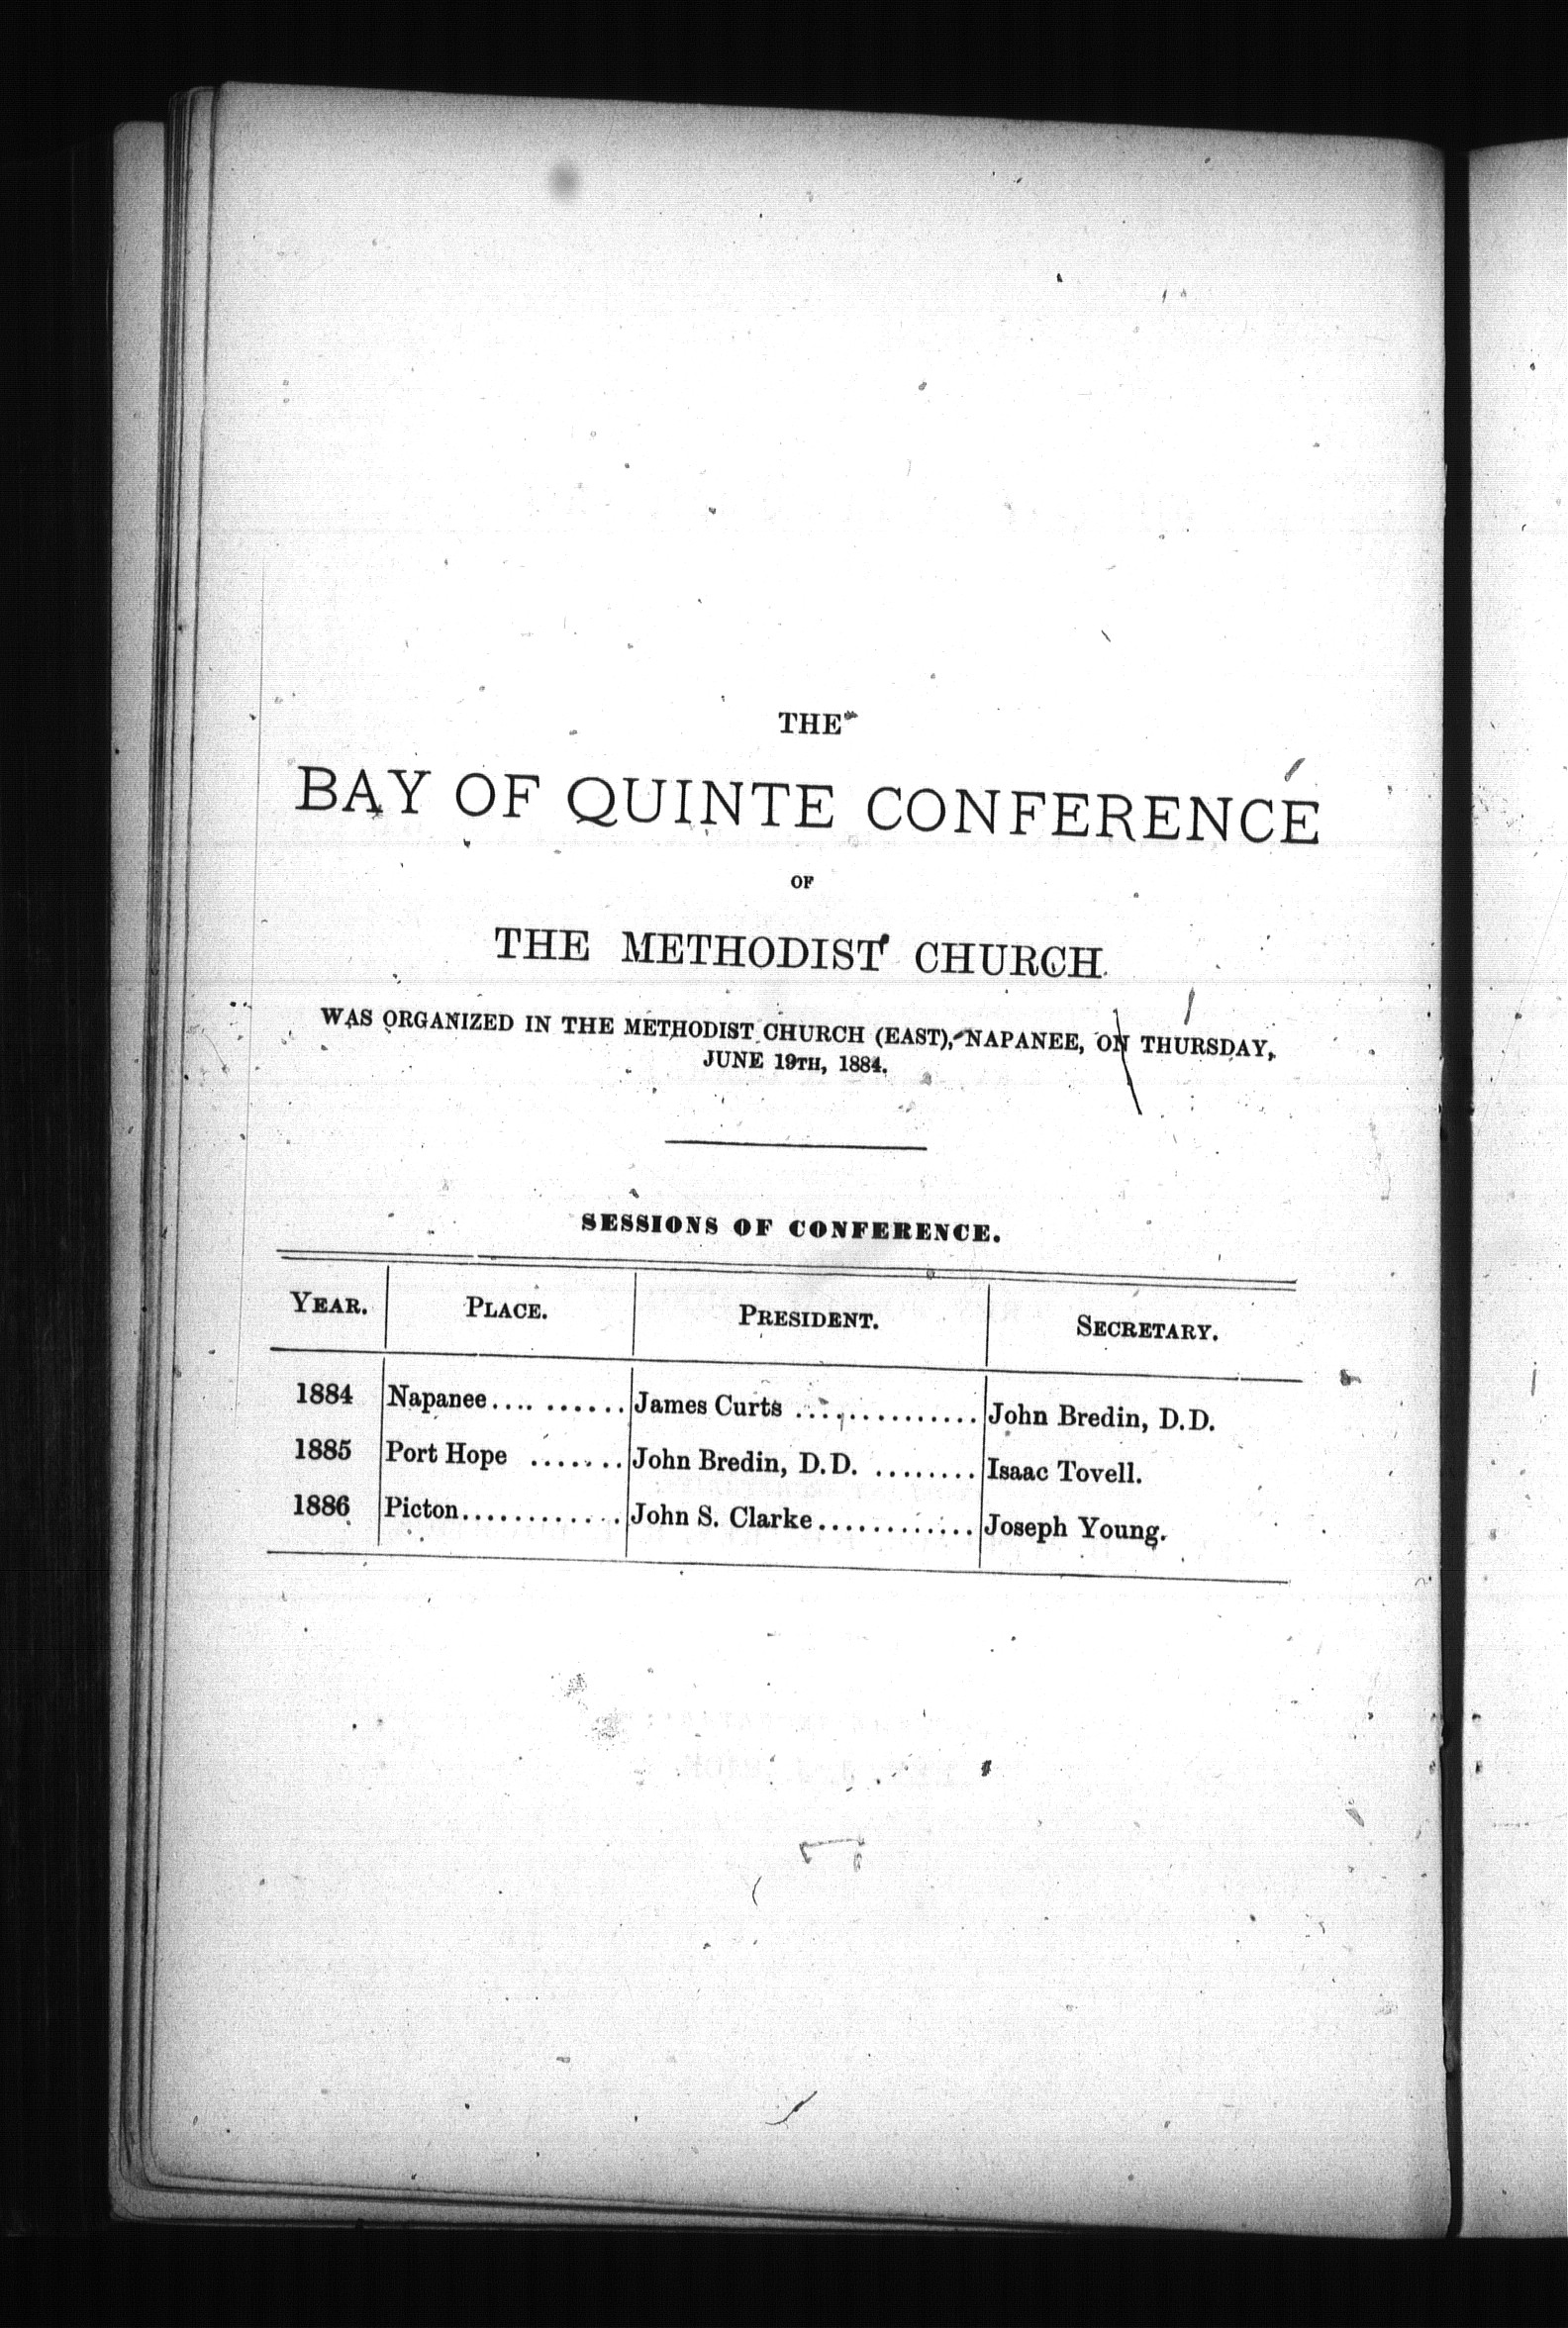 THE
BAY OF QUINTE CONFERENCE
OF
THE METHODIST CHURCH
WAS ORGANIZED IN THE METHODIST CHURCH (EAST), NAPANEE, ON THURSDAY,
JUNE 19TH, 1884.
SESSIONS OF CONFERENCE.
YEAR. PLACE. PRESIDENT. SECRETARY.
1884 Napanee.......... James Curts .............. John Bredin, D.D.
1885 Port Hope ....... John Bredin, D.D. ........ Isaac Tovell.
1886 Picton............ John S. Clarke............ Joseph Young.